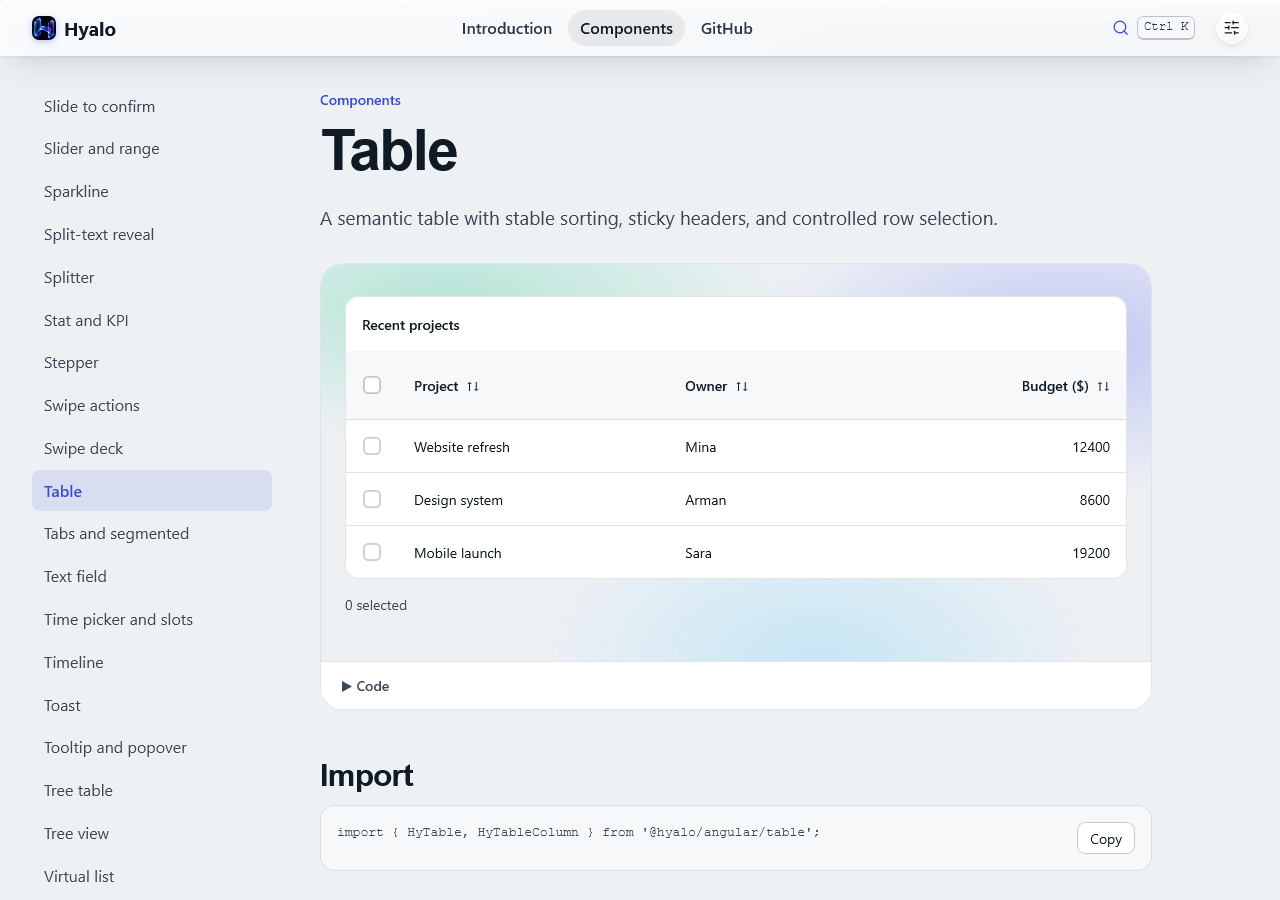 Hyalo
Introduction
Components
GitHub
Ctrl K
Slide to confirm
Slider and range
Sparkline
Split-text reveal
Splitter
Stat and KPI
Stepper
Swipe actions
Swipe deck
Table
Tabs and segmented
Text field
Time picker and slots
Timeline
Toast
Tooltip and popover
Tree table
Tree view
Virtual list
Components
Table
A semantic table with stable sorting, sticky headers, and controlled row selection.
Recent projects
Project ↑↓ Owner ↑↓ Budget ($) ↑↓
Website refresh Mina 12400
Design system Arman 8600
Mobile launch Sara 19200
0 selected
▶ Code
Import
import { HyTable, HyTableColumn } from '@hyalo/angular/table';
Copy